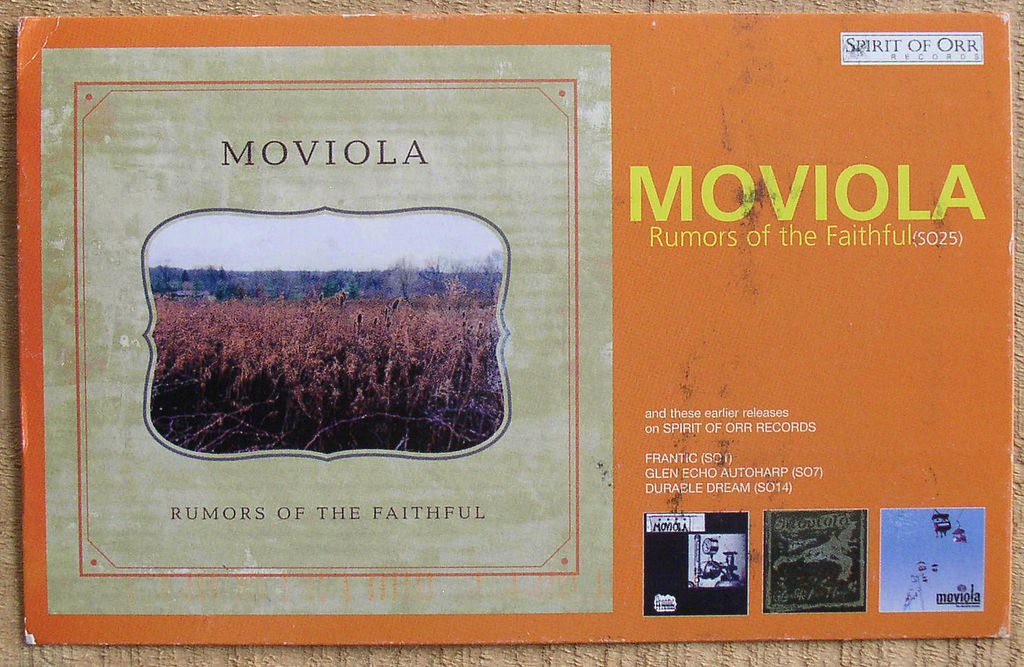 MOVIOLA
RUMORS OF THE FAITHFUL
SPIRIT OF ORR
RECORDS
MOVIOLA
Rumors of the Faithful (SO25)
and these earlier releases
on SPIRIT OF ORR RECORDS
FRANTIC (SO1)
GLEN ECHO AUTOHARP (SO7)
DURABLE DREAM (SO14)
MOVIOLA
moviola